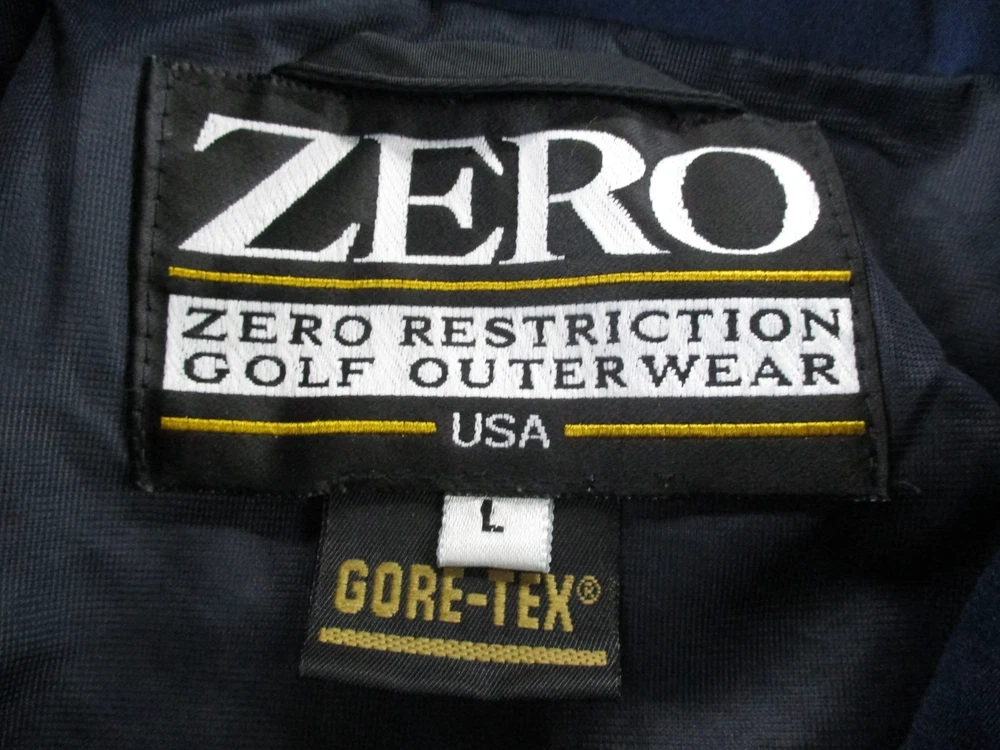 ZERO
ZERO RESTRICTION
GOLF OUTERWEAR
USA
L
GORE-TEX®